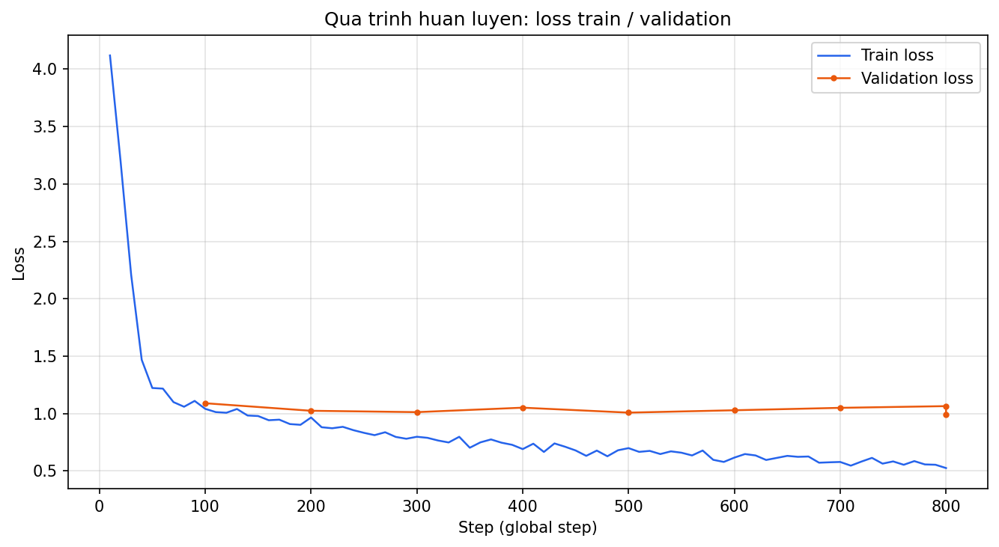 Qua trinh huan luyen: loss train / validation
Train loss
Validation loss
4.0
3.5
3.0
2.5
2.0
1.5
1.0
0.5
Loss
0 100 200 300 400 500 600 700 800
Step (global step)